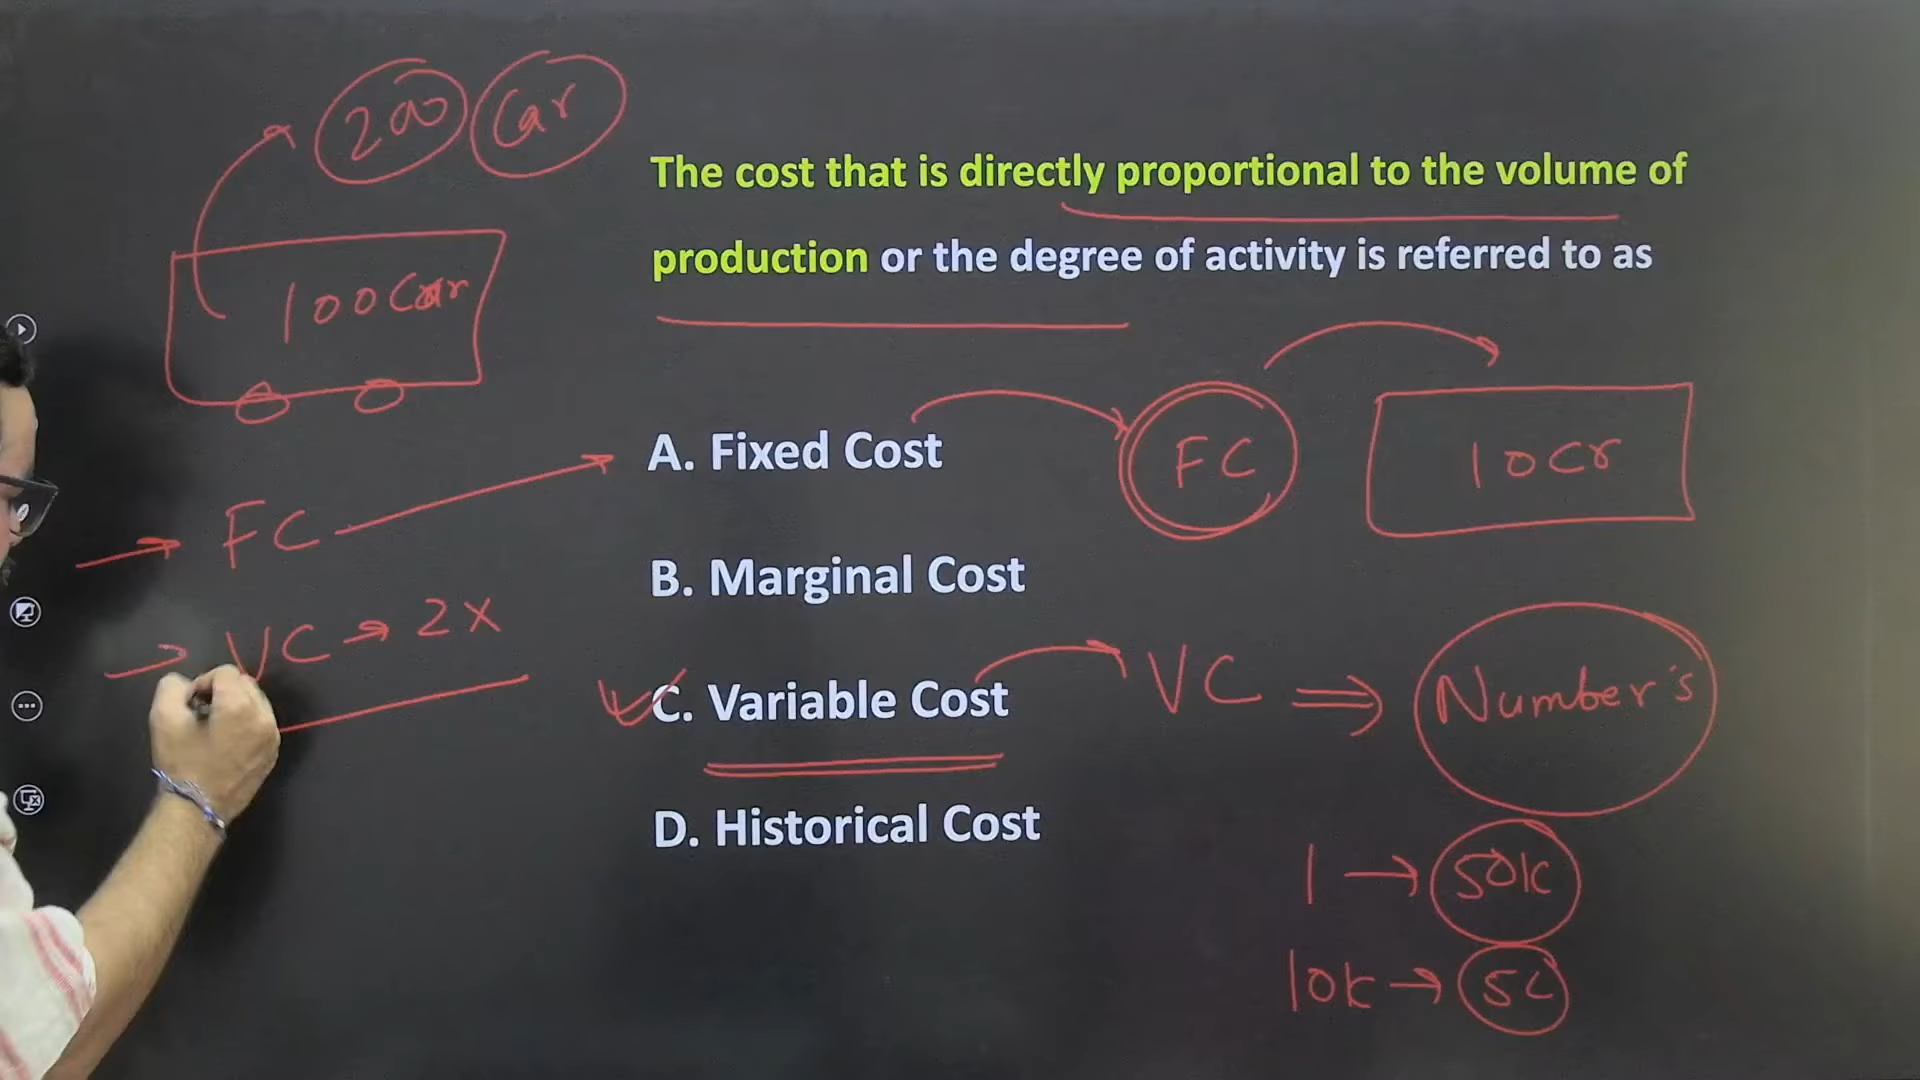 200 Car
The cost that is directly proportional to the volume of
production or the degree of activity is referred to as
100 Car
A. Fixed Cost
FC
10Cr
FC
B. Marginal Cost
VC → 2X
C. Variable Cost
VC ⇒ Number's
D. Historical Cost
1 → 50K
10K → 5C